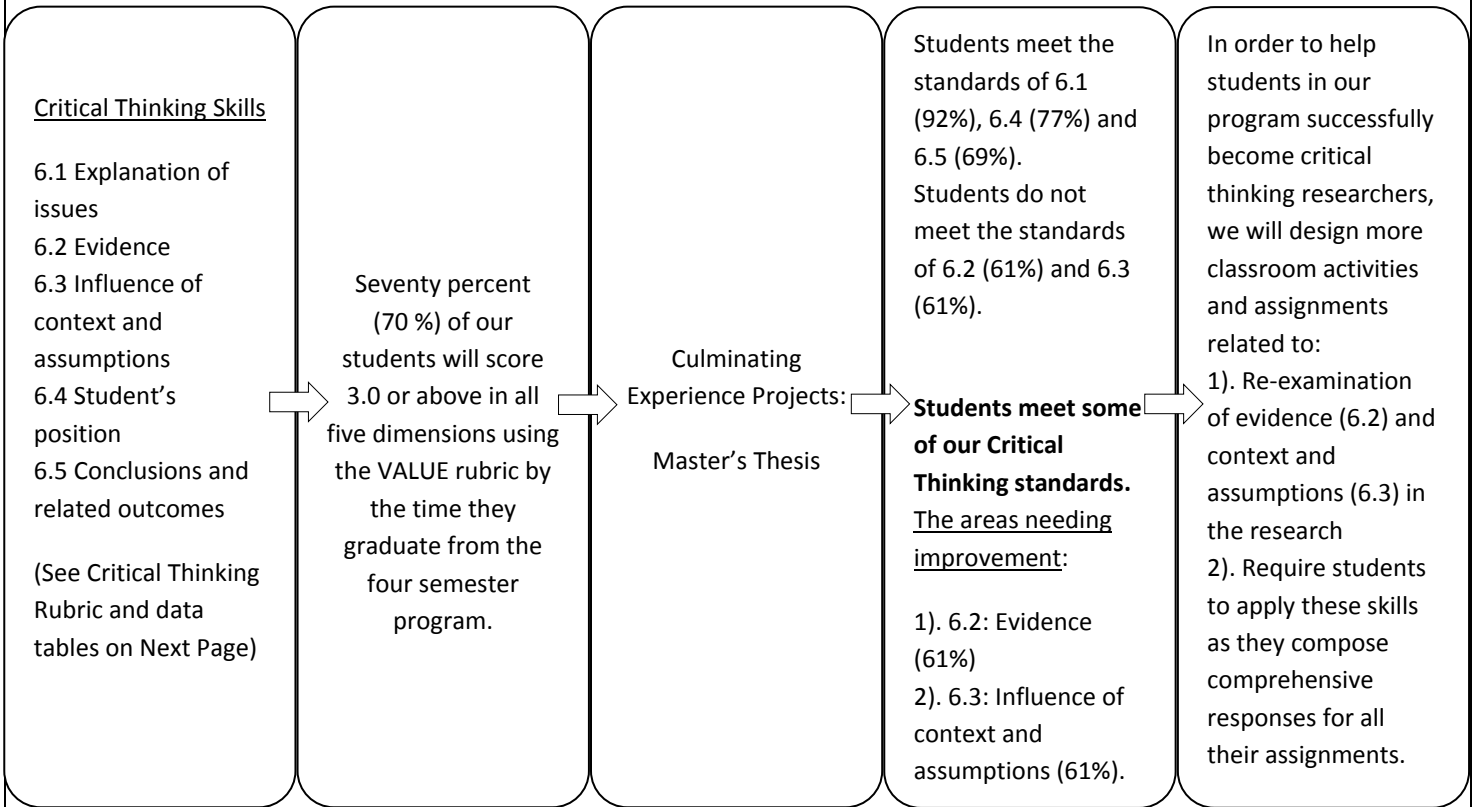 Critical Thinking Skills
6.1 Explanation of
issues
6.2 Evidence
6.3 Influence of
context and
assumptions
6.4 Student’s
position
6.5 Conclusions and
related outcomes
(See Critical Thinking
Rubric and data
tables on Next Page)
Seventy percent
(70 %) of our
students will score
3.0 or above in all
five dimensions using
the VALUE rubric by
the time they
graduate from the
four semester
program.
Culminating
Experience Projects:
Master’s Thesis
Students meet the
standards of 6.1
(92%), 6.4 (77%) and
6.5 (69%).
Students do not
meet the standards
of 6.2 (61%) and 6.3
(61%).
Students meet some
of our Critical
Thinking standards.
The areas needing
improvement:
1). 6.2: Evidence
(61%)
2). 6.3: Influence of
context and
assumptions (61%).
In order to help
students in our
program successfully
become critical
thinking researchers,
we will design more
classroom activities
and assignments
related to:
1). Re-examination
of evidence (6.2) and
context and
assumptions (6.3) in
the research
2). Require students
to apply these skills
as they compose
comprehensive
responses for all
their assignments.